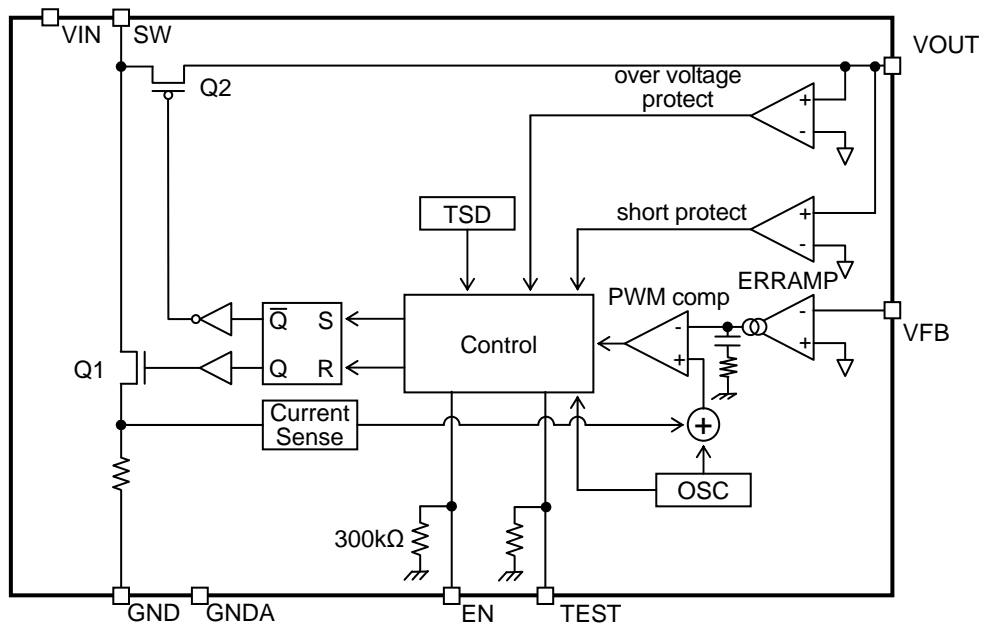 VIN
SW
VOUT
Q2
over voltage
protect
+
-
TSD
short protect
+
-
ERRAMP
PWM comp
Q̅
S
Q
R
Control
-
+
-
+
VFB
Q1
Current
Sense
+
OSC
300kΩ
GND
GNDA
EN
TEST